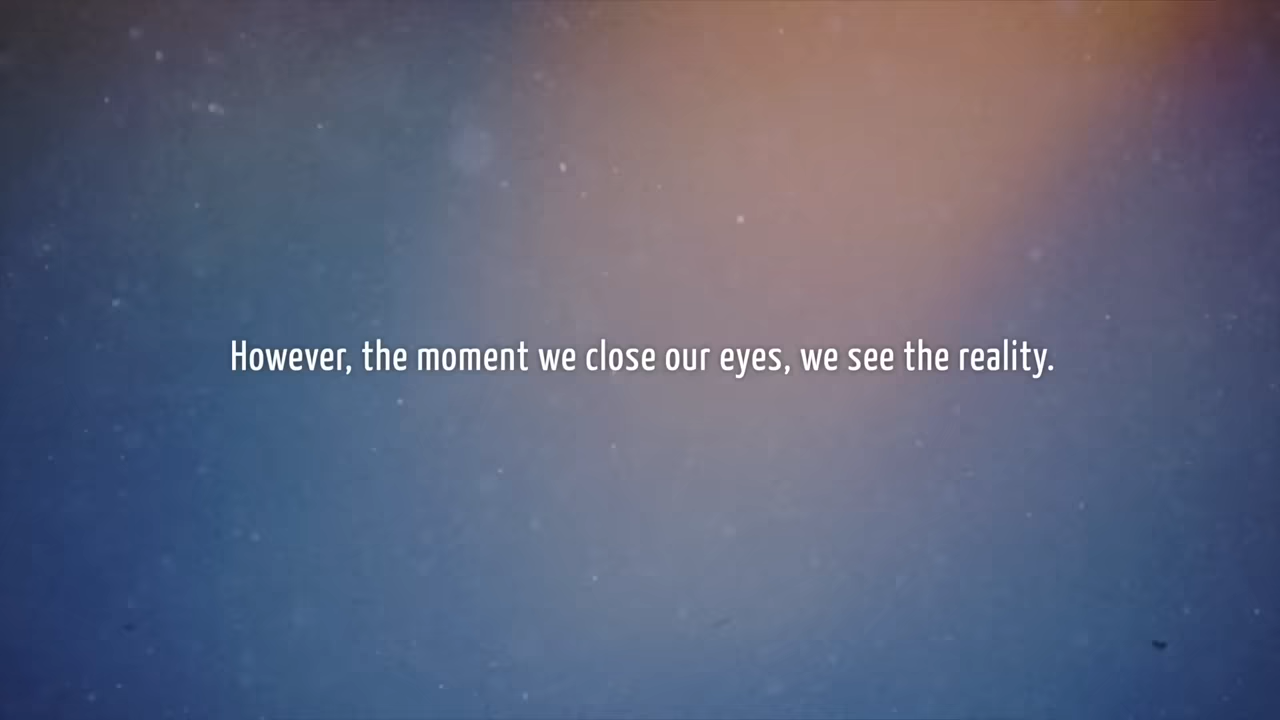 However, the moment we close our eyes, we see the reality.